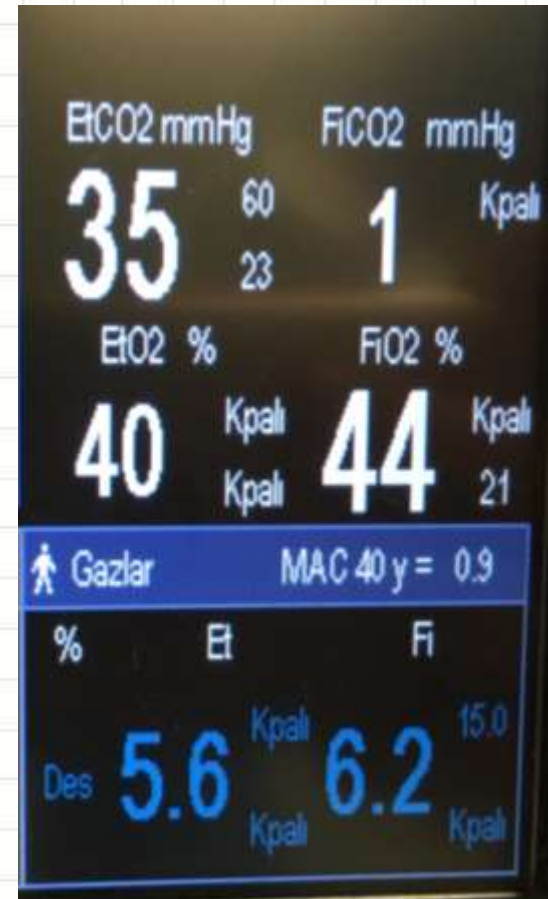 EtCO2 mmHg FiCO2 mmHg
35 60 23 1 Kpalı
EtO2 % FiO2 %
40 Kpalı Kpalı 44 Kpalı 21
Gazlar MAC 40 y = 0.9
% Et Fi
Des 5.6 Kpalı Kpalı 6.2 15.0 Kpalı